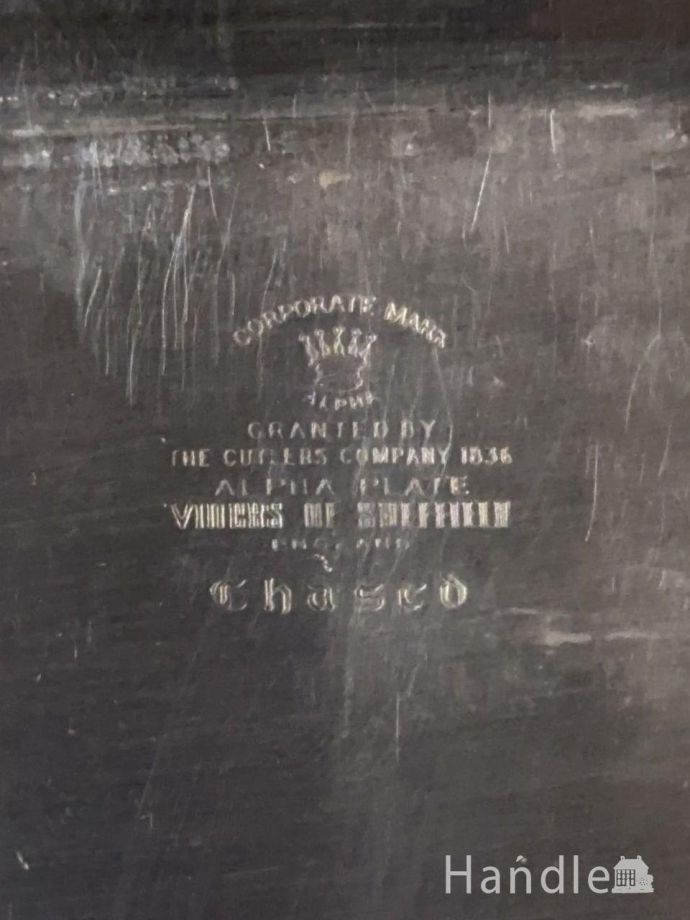 CORPORATE MARK
ALPHA
GRANTED BY
THE CUTLERS COMPANY 1836
ALPHA PLATE
VINERS OF SHEFFIELD
ENGLAND
Chased
Handle